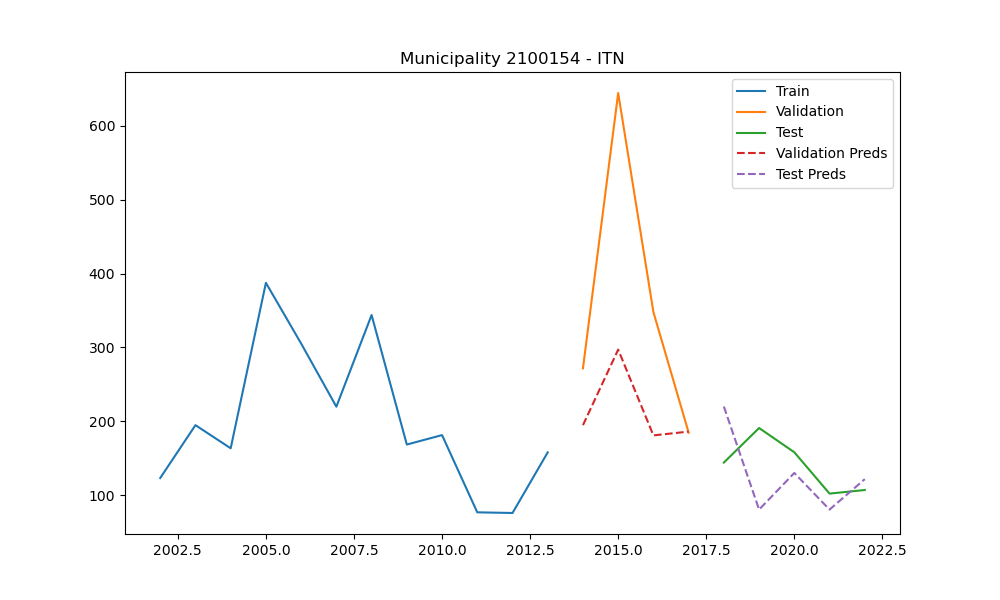 Municipality 2100154 - ITN
Train
Validation
Test
Validation Preds
Test Preds
600
500
400
300
200
100
2002.5 2005.0 2007.5 2010.0 2012.5 2015.0 2017.5 2020.0 2022.5